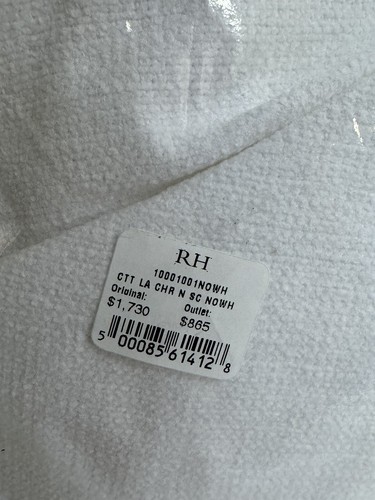 RH
10001001NOWH
CTT LA CHR N SC NOWH
Original: Outlet:
$1,730 $865
5 00085 61412 8